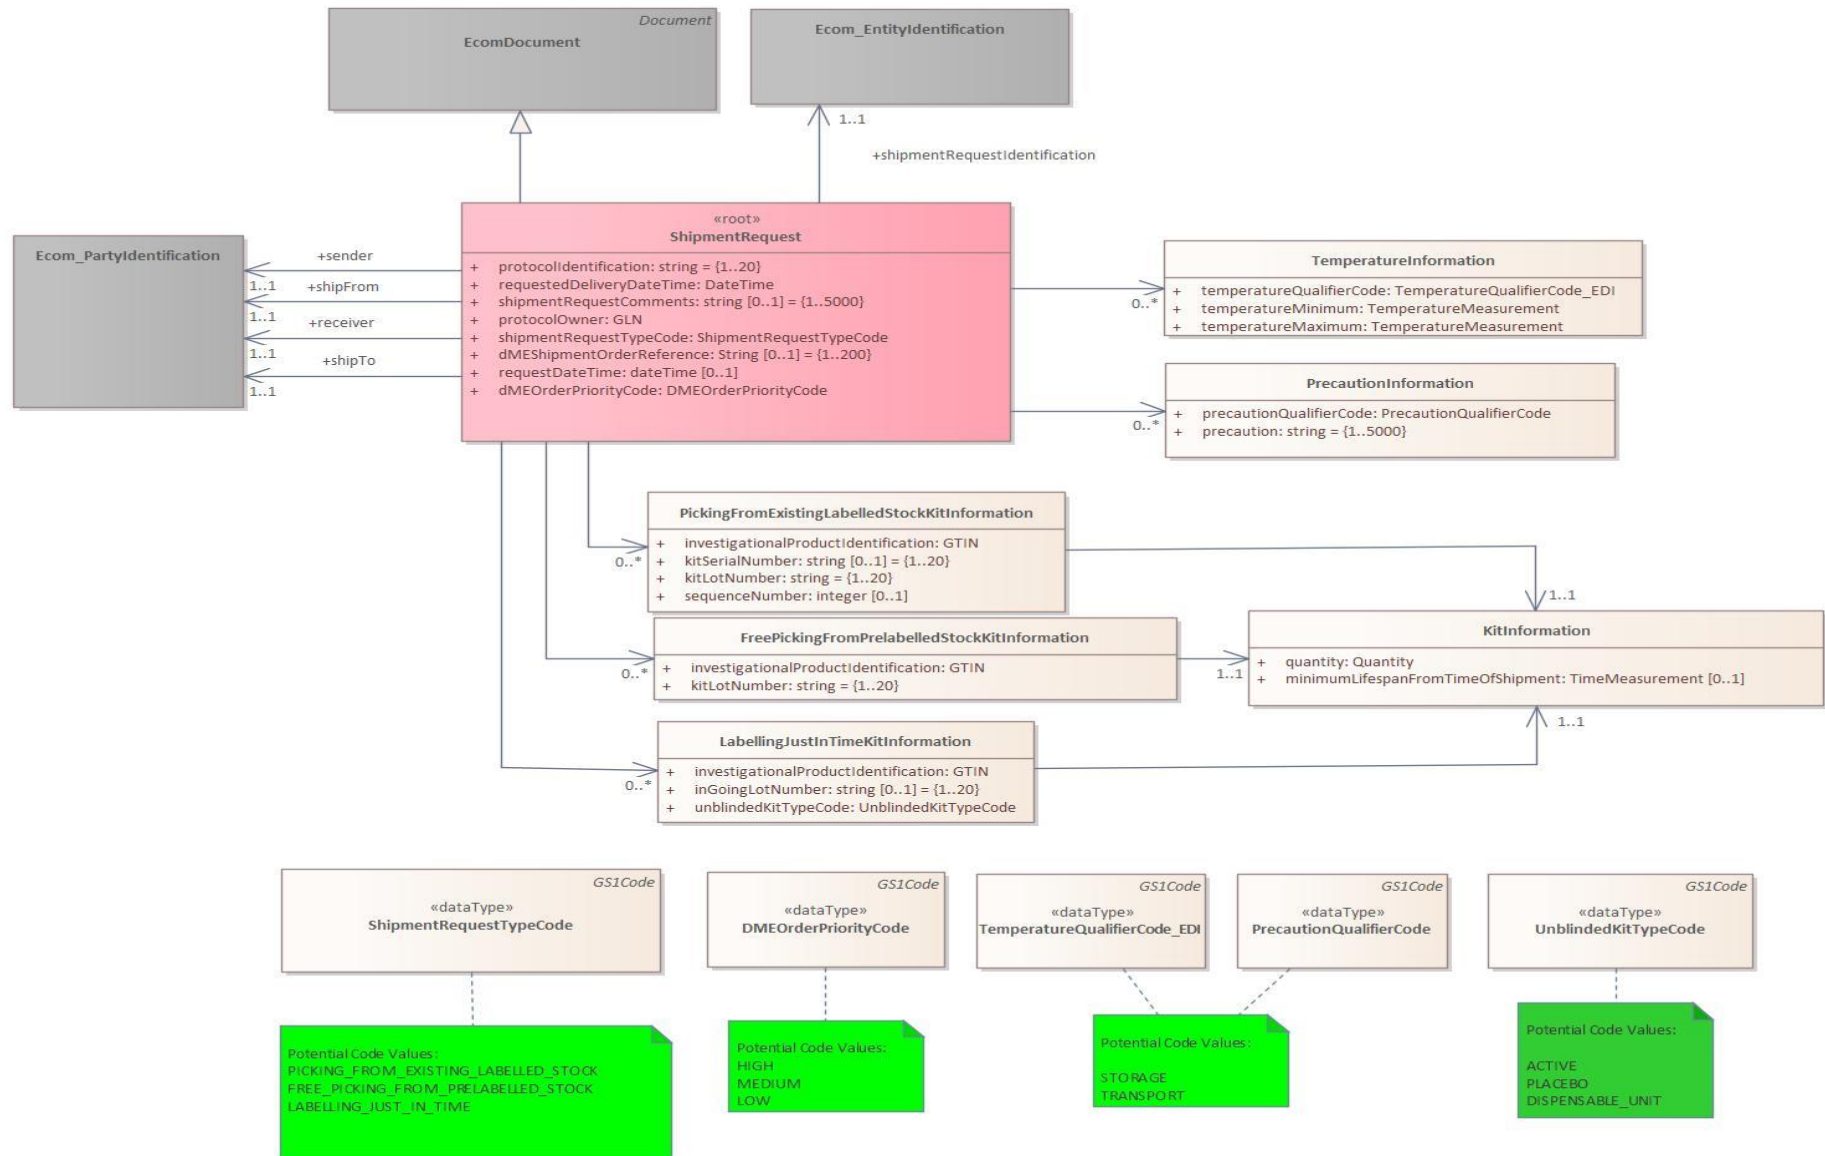 Document
EcomDocument
Ecom_EntityIdentification
1..1
+shipmentRequestIdentification
«root»
ShipmentRequest
+ protocolIdentification: string = {1..20}
+ requestedDeliveryDateTime: DateTime
+ shipmentRequestComments: string [0..1] = {1..5000}
+ protocolOwner: GLN
+ shipmentRequestTypeCode: ShipmentRequestTypeCode
+ dMEShipmentOrderReference: String [0..1] = {1..200}
+ requestDateTime: dateTime [0..1]
+ dMEOrderPriorityCode: DMEOrderPriorityCode
Ecom_PartyIdentification
+sender
1..1
+shipFrom
1..1
+receiver
1..1
+shipTo
1..1
TemperatureInformation
+ temperatureQualifierCode: TemperatureQualifierCode_EDI
+ temperatureMinimum: TemperatureMeasurement
+ temperatureMaximum: TemperatureMeasurement
0..*
PrecautionInformation
+ precautionQualifierCode: PrecautionQualifierCode
+ precaution: string = {1..5000}
0..*
PickingFromExistingLabelledStockKitInformation
+ investigationalProductIdentification: GTIN
+ kitSerialNumber: string [0..1] = {1..20}
+ kitLotNumber: string = {1..20}
+ sequenceNumber: integer [0..1]
0..*
1..1
FreePickingFromPrelabelledStockKitInformation
+ investigationalProductIdentification: GTIN
+ kitLotNumber: string = {1..20}
0..*
1..1
KitInformation
+ quantity: Quantity
+ minimumLifespanFromTimeOfShipment: TimeMeasurement [0..1]
1..1
LabellingJustInTimeKitInformation
+ investigationalProductIdentification: GTIN
+ inGoingLotNumber: string [0..1] = {1..20}
+ unblindedKitTypeCode: UnblindedKitTypeCode
0..*
GS1Code
«dataType»
ShipmentRequestTypeCode
GS1Code
«dataType»
DMEOrderPriorityCode
GS1Code
«dataType»
TemperatureQualifierCode_EDI
GS1Code
«dataType»
PrecautionQualifierCode
GS1Code
«dataType»
UnblindedKitTypeCode
Potential Code Values:
PICKING_FROM_EXISTING_LABELLED_STOCK
FREE_PICKING_FROM_PRELABELLED_STOCK
LABELLING_JUST_IN_TIME
Potential Code Values:
HIGH
MEDIUM
LOW
Potential Code Values:
STORAGE
TRANSPORT
Potential Code Values:
ACTIVE
PLACEBO
DISPENSABLE_UNIT